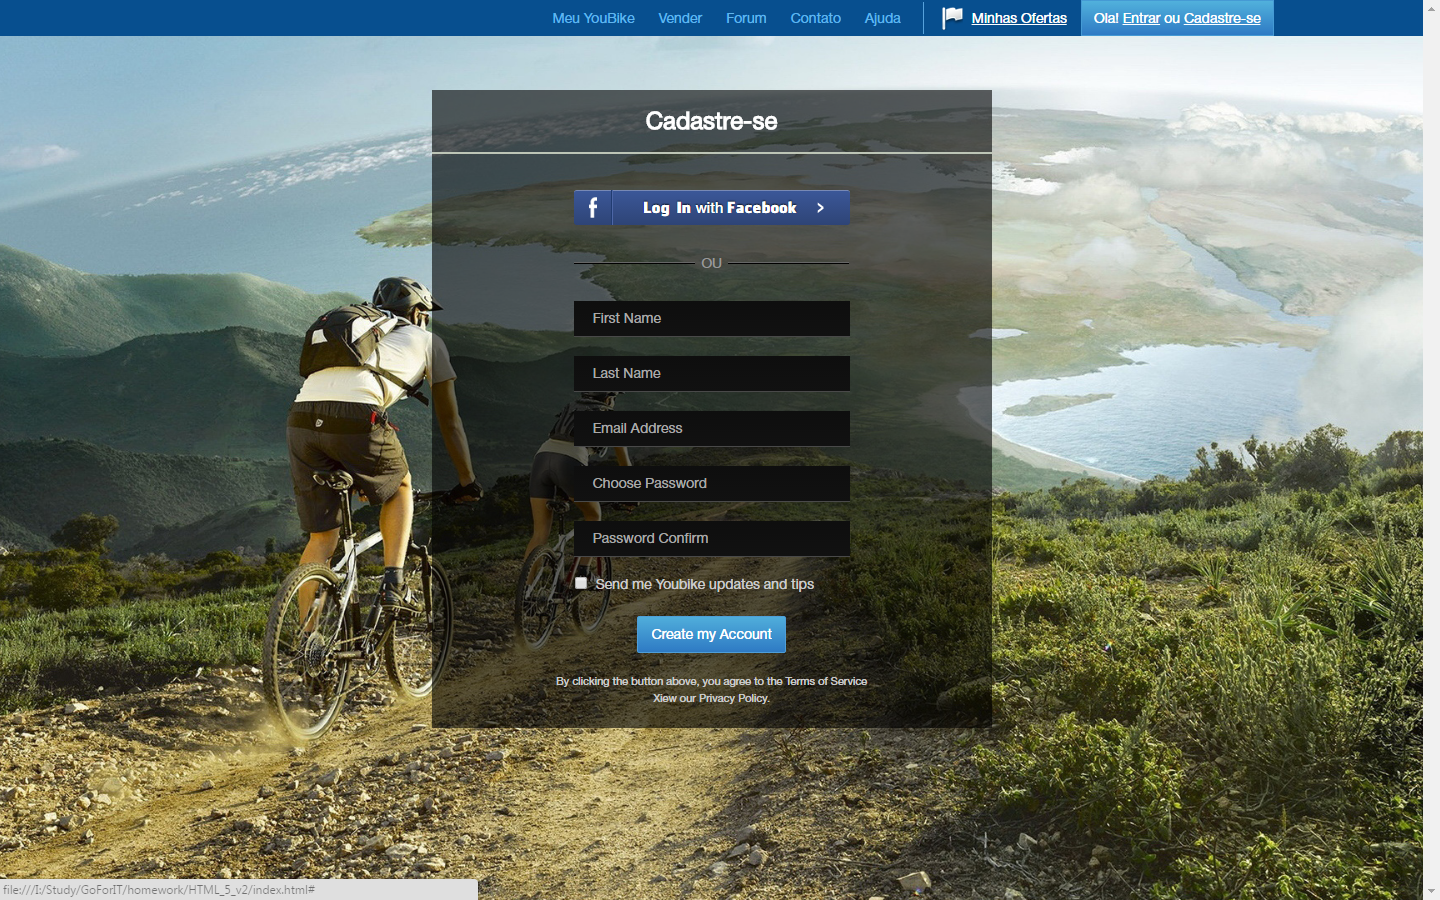 Meu YouBike Vender Forum Contato Ajuda Minhas Ofertas Ola! Entrar ou Cadastre-se
Cadastre-se
f Log In with Facebook >
OU
First Name
Last Name
Email Address
Choose Password
Password Confirm
Send me Youbike updates and tips
Create my Account
By clicking the button above, you agree to the Terms of Service
Xiew our Privacy Policy.
file:///I:/Study/GoForIT/homework/HTML_5_v2/index.html#